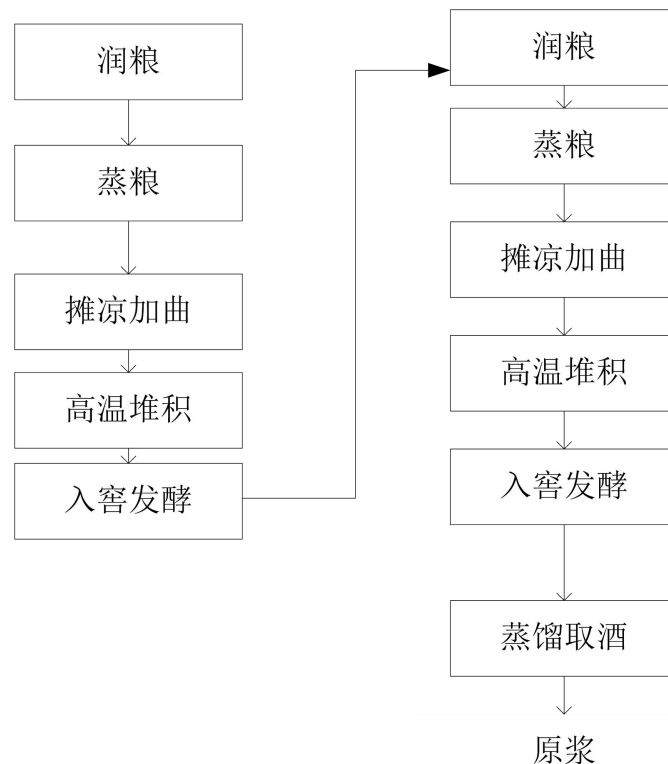 润粮
蒸粮
摊凉加曲
高温堆积
入窖发酵
润粮
蒸粮
摊凉加曲
高温堆积
入窖发酵
蒸馏取酒
原浆